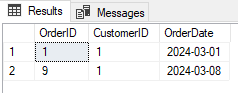 Results Messages
OrderID CustomerID OrderDate
1 1 1 2024-03-01
2 9 1 2024-03-08